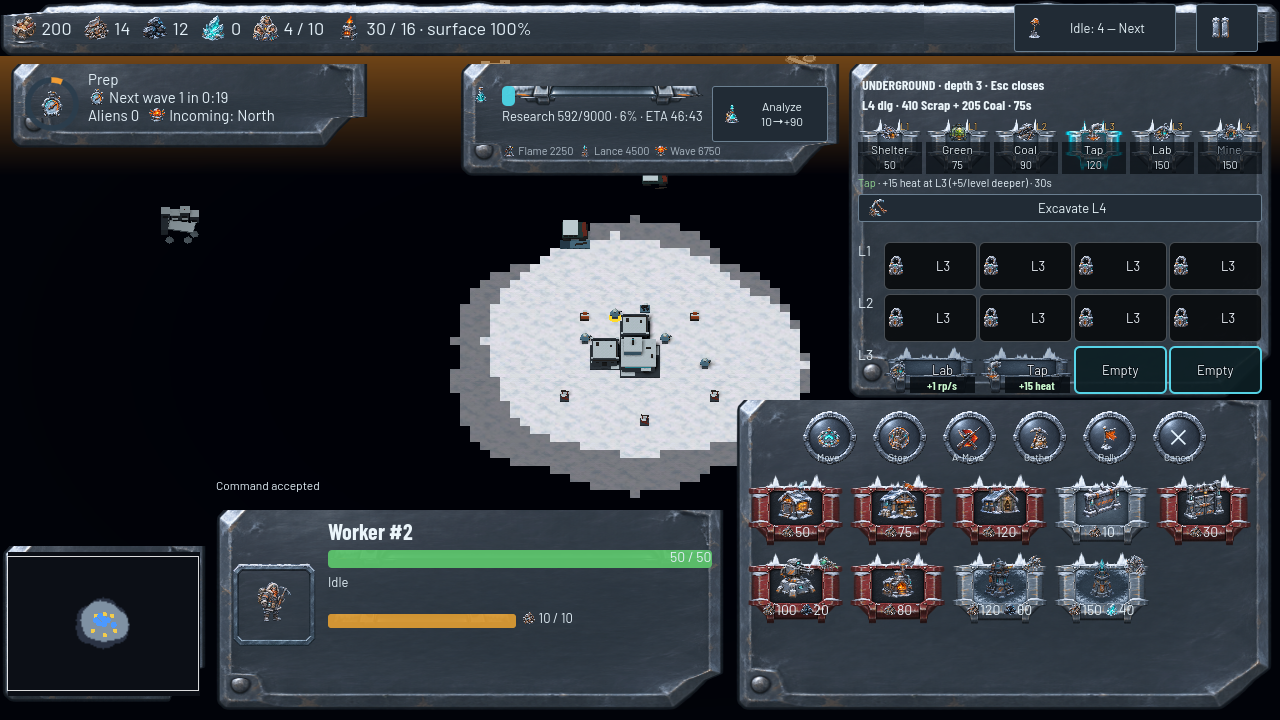 200 14 12 0 4 / 10 30 / 16 · surface 100%
Idle: 4 — Next
Prep
Next wave 1 in 0:19
Aliens 0 Incoming: North
Research 592/9000 · 6% · ETA 46:43
Analyze
10→+90
Flame 2250 Lance 4500 Wave 6750
UNDERGROUND · depth 3 · Esc closes
L4 dig · 410 Scrap + 205 Coal · 75s
Shelter Green Coal Tap Lab Mine
50 75 90 120 150 150
Tap · +15 heat at L3 (+5/level deeper) · 30s
Excavate L4
L1 L3 L3 L3 L3
L2 L3 L3 L3 L3
L3 Lab Tap Empty Empty
+1 rp/s +15 heat
Command accepted
Worker #2
50 / 50
Idle
10 / 10
Move Stop A-Move Gather Rally Cancel
50 75 120 10 30
100 20 80 120 60 150 40